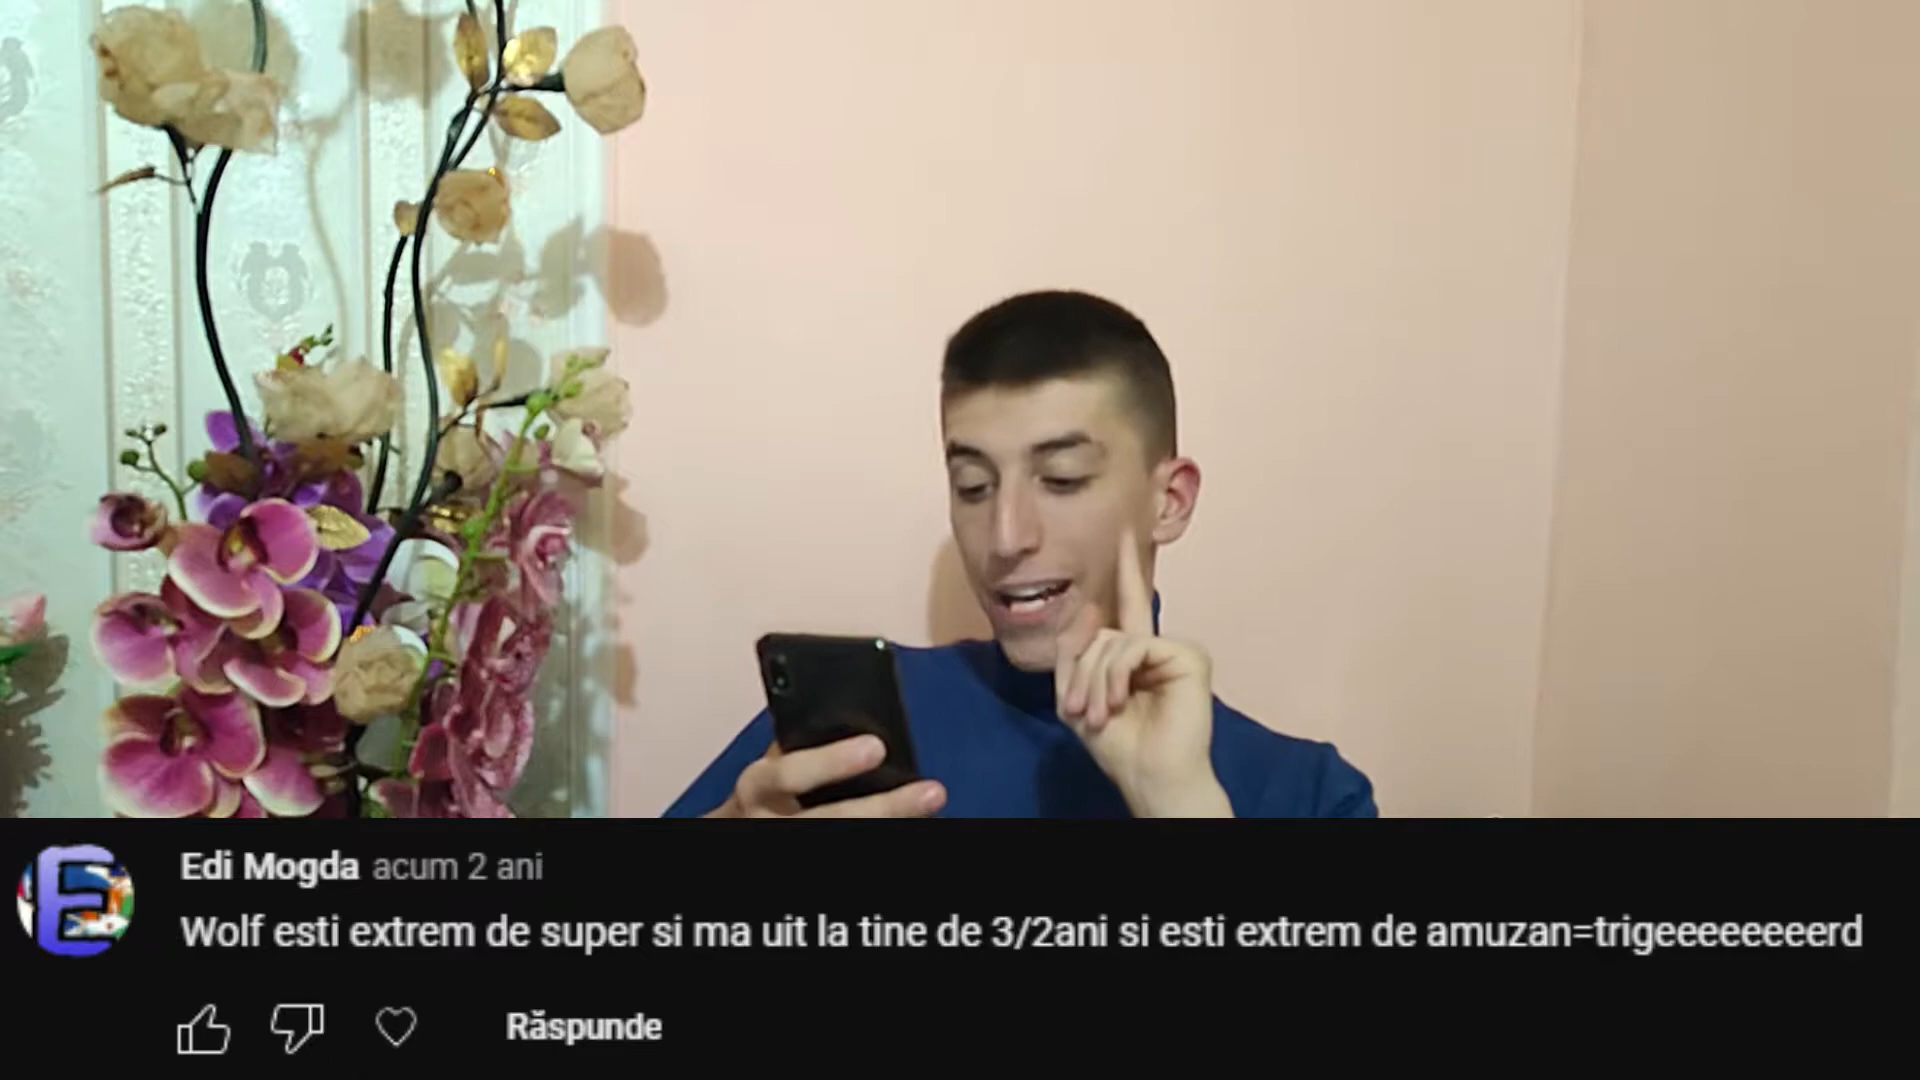 Edi Mogda acum 2 ani
Wolf esti extrem de super si ma uit la tine de 3/2ani si esti extrem de amuzan=trigeeeeeeeerd
Răspunde